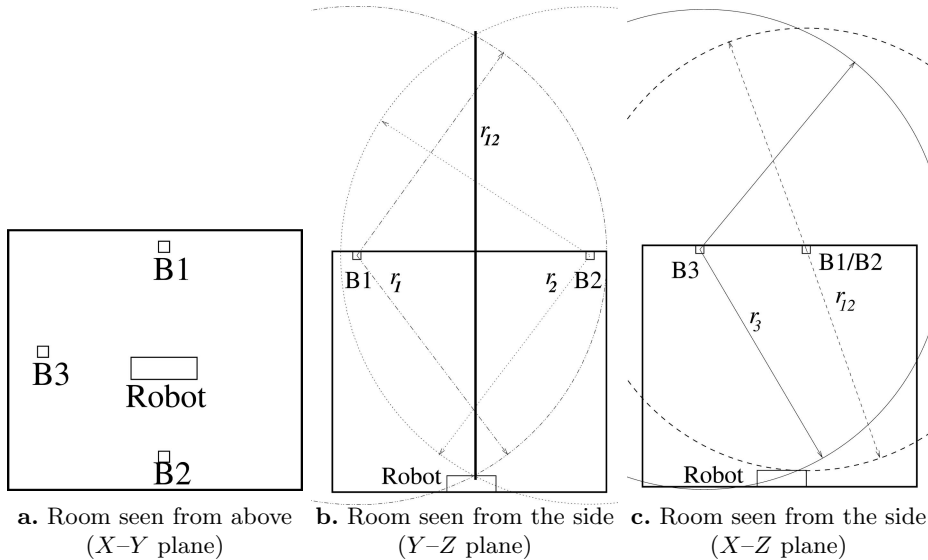 B1
B3
Robot
B2
a. Room seen from above
(X–Y plane)
r12
B1
r1
r2
B2
Robot
b. Room seen from the side
(Y–Z plane)
B3
B1/B2
r3
r12
Robot
c. Room seen from the side
(X–Z plane)